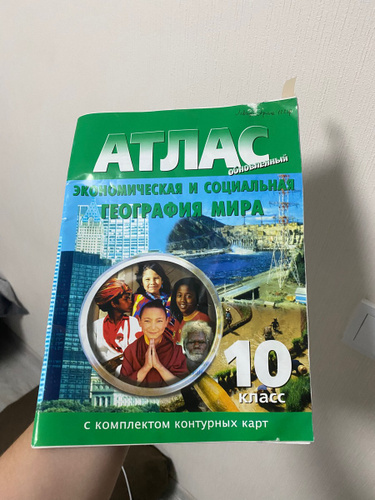 АТЛАС
обновленный
ЭКОНОМИЧЕСКАЯ И СОЦИАЛЬНАЯ
ГЕОГРАФИЯ МИРА
10
класс
с комплектом контурных карт